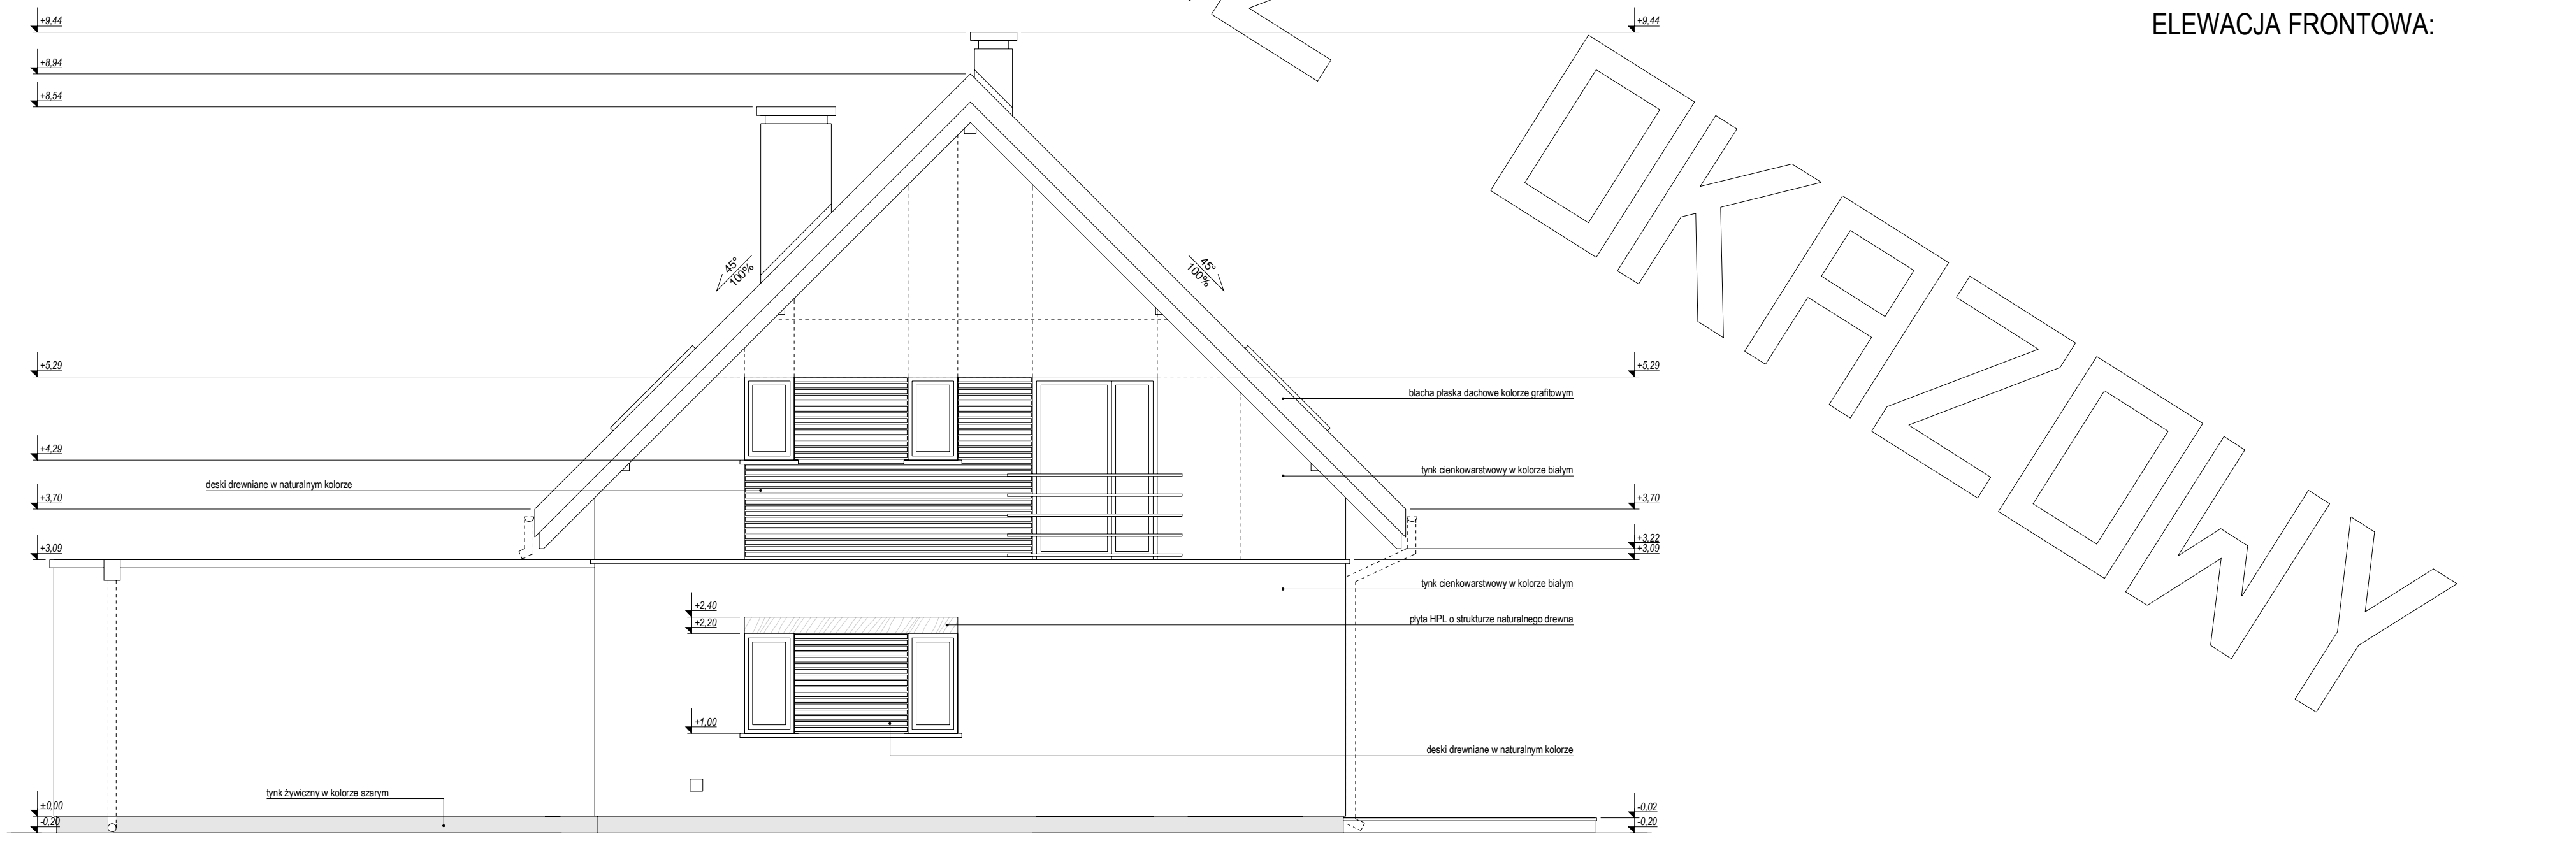 ELEWACJA FRONTOWA:
+9,44
+9,44
+8,94
+8,54
45°
100%
45°
100%
+5,29
+5,29
blacha płaska dachowe kolorze grafitowym
+4,29
tynk cienkowarstwowy w kolorze białym
deski drewniane w naturalnym kolorze
+3,70
+3,70
+3,22
+3,09
+3,09
tynk cienkowarstwowy w kolorze białym
+2,40
+2,20
płyta HPL o strukturze naturalnego drewna
+1,00
deski drewniane w naturalnym kolorze
tynk żywiczny w kolorze szarym
±0,00
-0,20
-0,02
-0,20
OKAZOWY